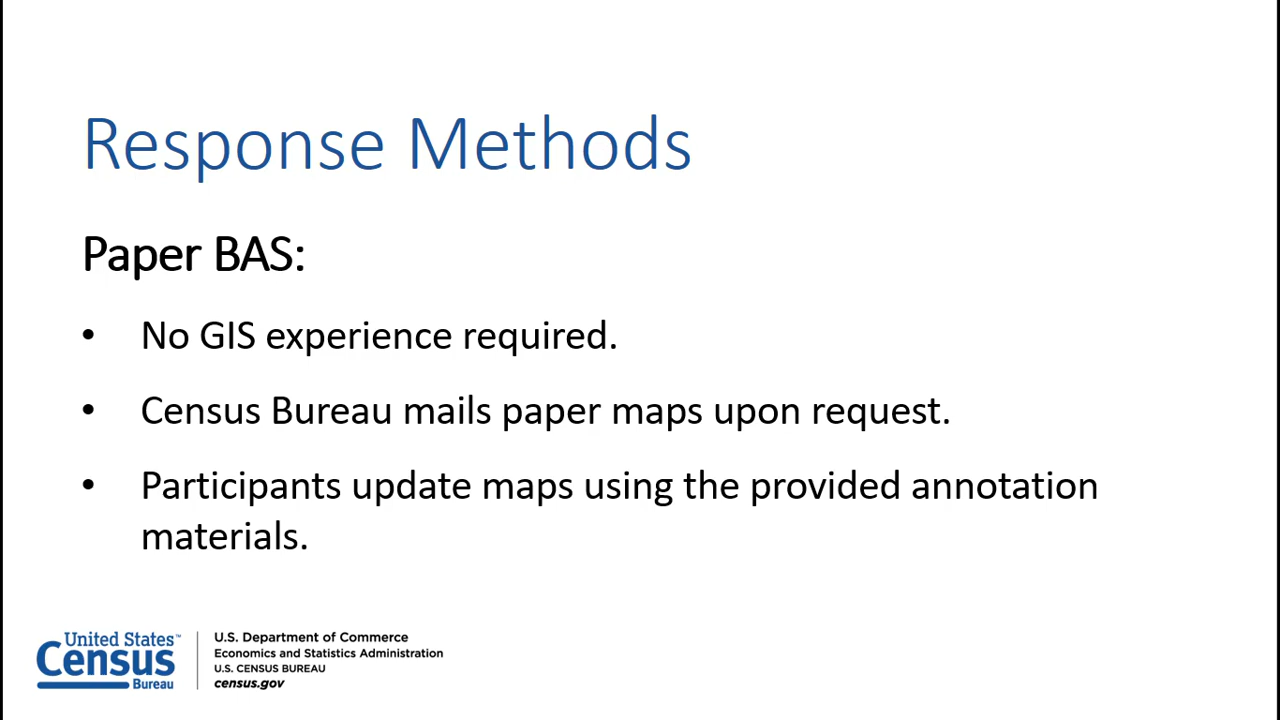 Response Methods
Paper BAS:
• No GIS experience required.
• Census Bureau mails paper maps upon request.
• Participants update maps using the provided annotation
materials.
United States™
Census
Bureau
U.S. Department of Commerce
Economics and Statistics Administration
U.S. CENSUS BUREAU
census.gov